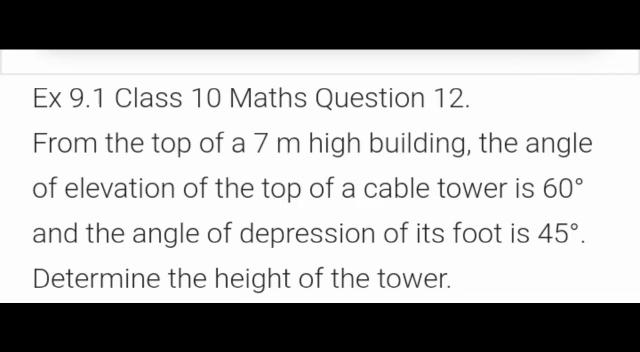 Ex 9.1 Class 10 Maths Question 12.
From the top of a 7 m high building, the angle
of elevation of the top of a cable tower is 60°
and the angle of depression of its foot is 45°.
Determine the height of the tower.